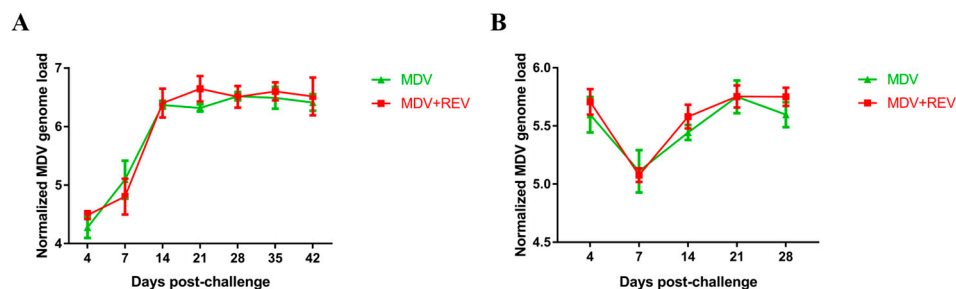 A
Normalized MDV genome load
7
6
5
4
4 7 14 21 28 35 42
Days post-challenge
MDV
MDV+REV
B
Normalized MDV genome load
6.0
5.5
5.0
4.5
4 7 14 21 28
Days post-challenge
MDV
MDV+REV